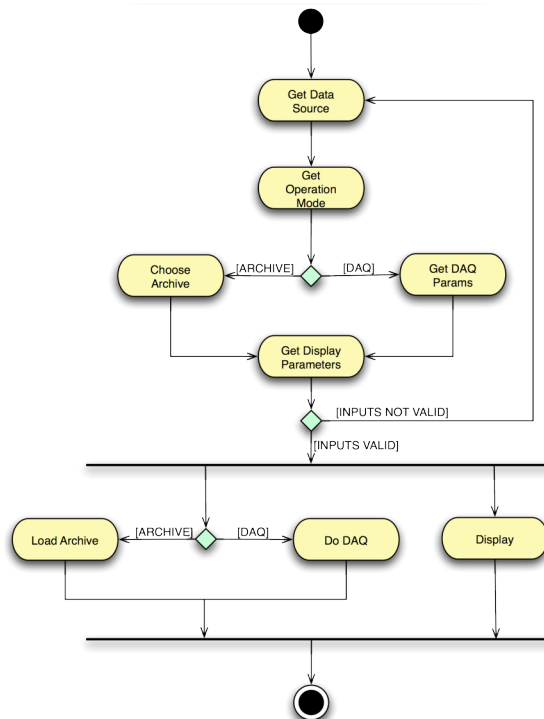 Get Data
Source
Get
Operation
Mode
[ARCHIVE]
[DAQ]
Choose
Archive
Get DAQ
Params
Get Display
Parameters
[INPUTS NOT VALID]
[INPUTS VALID]
[ARCHIVE]
[DAQ]
Load Archive
Do DAQ
Display